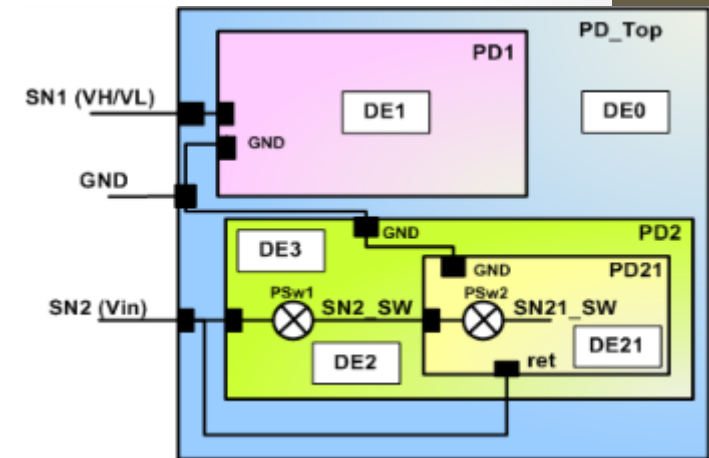 PD_Top
PD1
SN1 (VH/VL)
DE1
DE0
GND
GND
GND
PD2
DE3
GND
PD21
PSw1
PSw2
SN2 (Vin)
SN2_SW
SN21_SW
DE21
DE2
ret